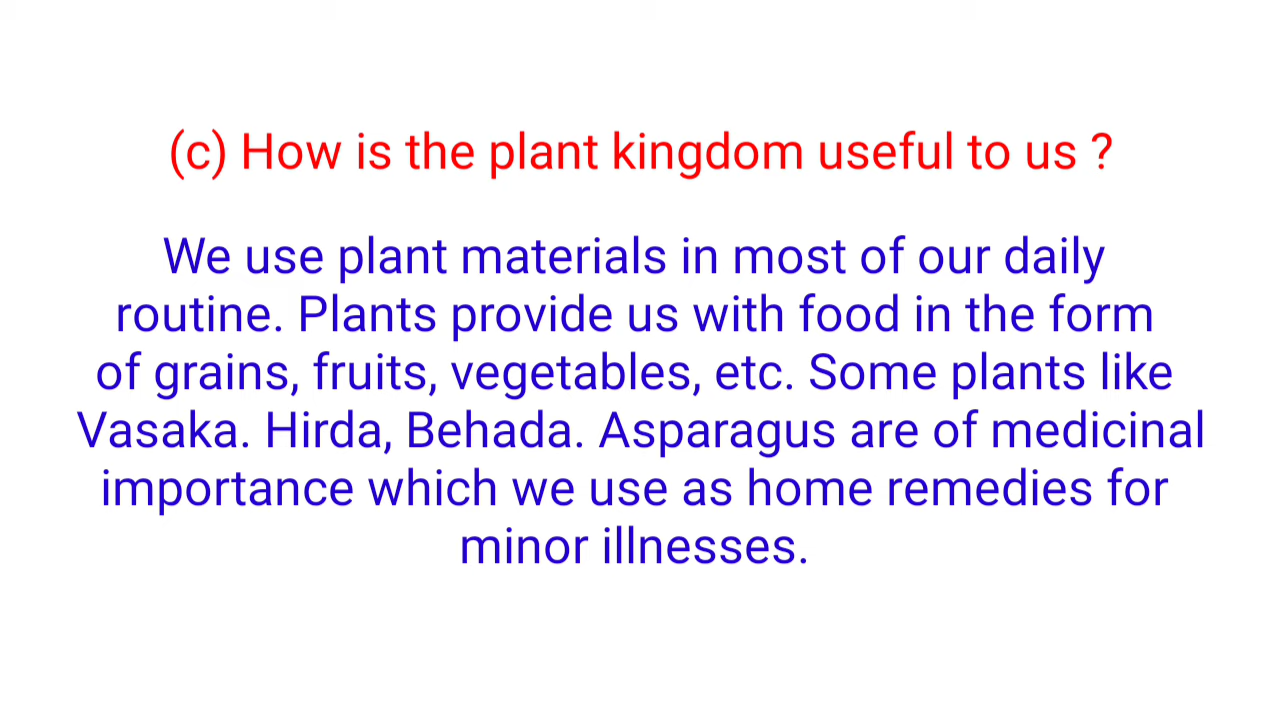 (c) How is the plant kingdom useful to us ?
We use plant materials in most of our daily
routine. Plants provide us with food in the form
of grains, fruits, vegetables, etc. Some plants like
Vasaka. Hirda, Behada. Asparagus are of medicinal
importance which we use as home remedies for
minor illnesses.